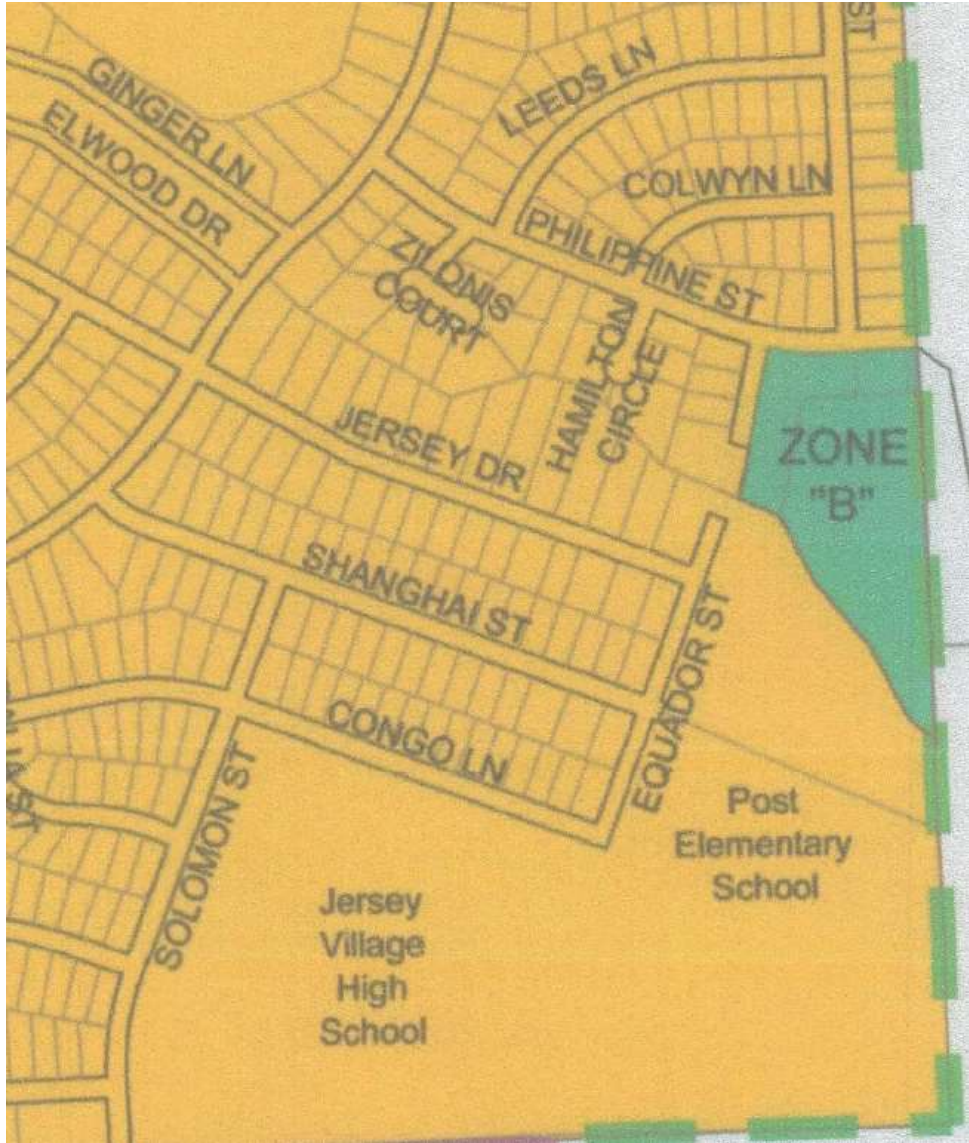 ST
GINGER LN
LEEDS LN
ELWOOD DR
COLWYN LN
PHILIPPINE ST
ZILONIS
COURT
HAMILTON
CIRCLE
JERSEY DR
ZONE
"B"
SHANGHAI ST
EQUADOR ST
CONGO LN
SOLOMON ST
Post
Elementary
School
Jersey
Village
High
School